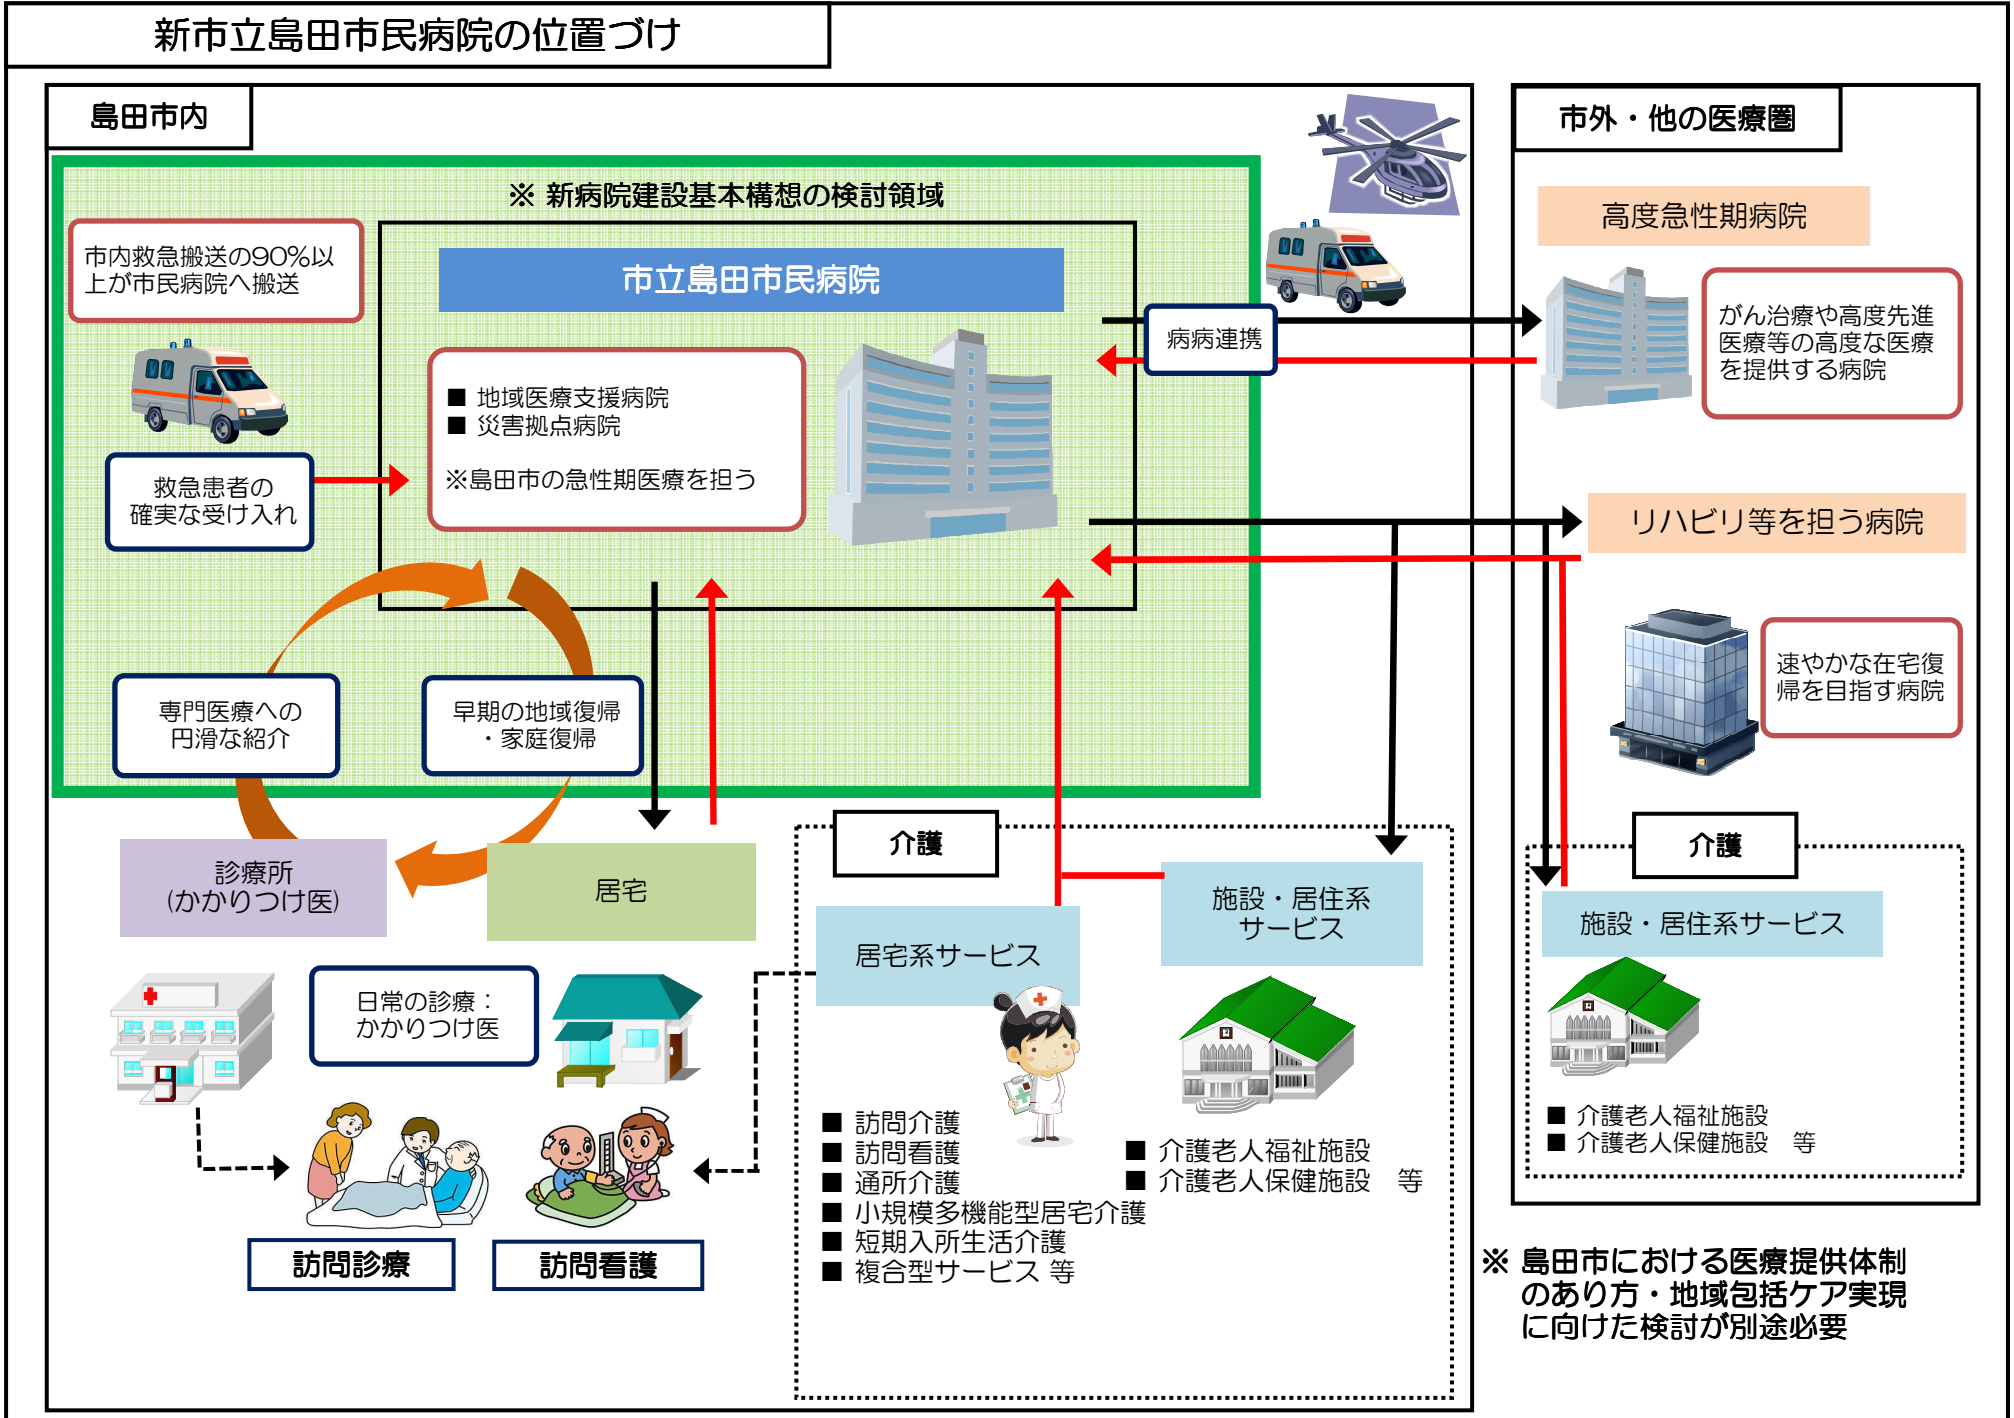 新市立島田市民病院の位置づけ
島田市内
※ 新病院建設基本構想の検討領域
市内救急搬送の90%以
上が市民病院へ搬送
市立島田市民病院
■ 地域医療支援病院
■ 災害拠点病院
※島田市の急性期医療を担う
救急患者の
確実な受け入れ
病病連携
専門医療への
円滑な紹介
早期の地域復帰
・家庭復帰
診療所
(かかりつけ医)
居宅
日常の診療：
かかりつけ医
訪問診療
訪問看護
介護
居宅系サービス
■ 訪問介護
■ 訪問看護
■ 通所介護
■ 小規模多機能型居宅介護
■ 短期入所生活介護
■ 複合型サービス 等
施設・居住系
サービス
■ 介護老人福祉施設
■ 介護老人保健施設　等
市外・他の医療圏
高度急性期病院
がん治療や高度先進
医療等の高度な医療
を提供する病院
リハビリ等を担う病院
速やかな在宅復
帰を目指す病院
介護
施設・居住系サービス
■ 介護老人福祉施設
■ 介護老人保健施設　等
※ 島田市における医療提供体制
のあり方・地域包括ケア実現
に向けた検討が別途必要